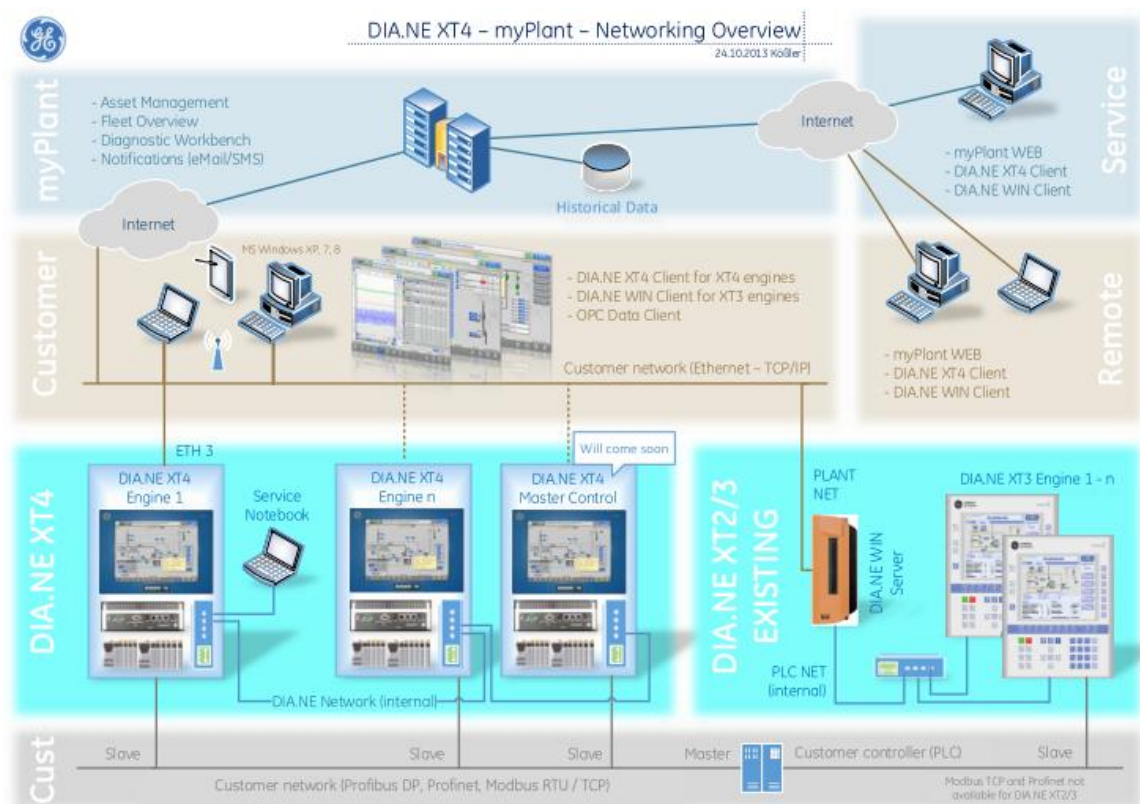 DIA.NE XT4 – myPlant – Networking Overview
24.10.2013 Kößler
myPlant
- Asset Management
- Fleet Overview
- Diagnostic Workbench
- Notifications (eMail/SMS)
Internet
Historical Data
Internet
Service
- myPlant WEB
- DIA.NE XT4 Client
- DIA.NE WIN Client
Customer
MS Windows XP, 7, 8
- DIA.NE XT4 Client for XT4 engines
- DIA.NE WIN Client for XT3 engines
- OPC Data Client
Customer network (Ethernet – TCP/IP)
Remote
- myPlant WEB
- DIA.NE XT4 Client
- DIA.NE WIN Client
DIA.NE XT4
ETH 3
DIA.NE XT4
Engine 1
Service
Notebook
DIA.NE XT4
Engine n
Will come soon
DIA.NE XT4
Master Control
DIA.NE Network (internal)
DIA.NE XT2/3
EXISTING
PLANT
NET
DIA.NE WIN
Server
DIA.NE XT3 Engine 1 - n
PLC NET
(internal)
Cust
Slave
Slave
Slave
Master
Customer controller (PLC)
Slave
Customer network (Profibus DP, Profinet, Modbus RTU / TCP)
Modbus TCP and Profinet not
available for DIA.NE XT2/3